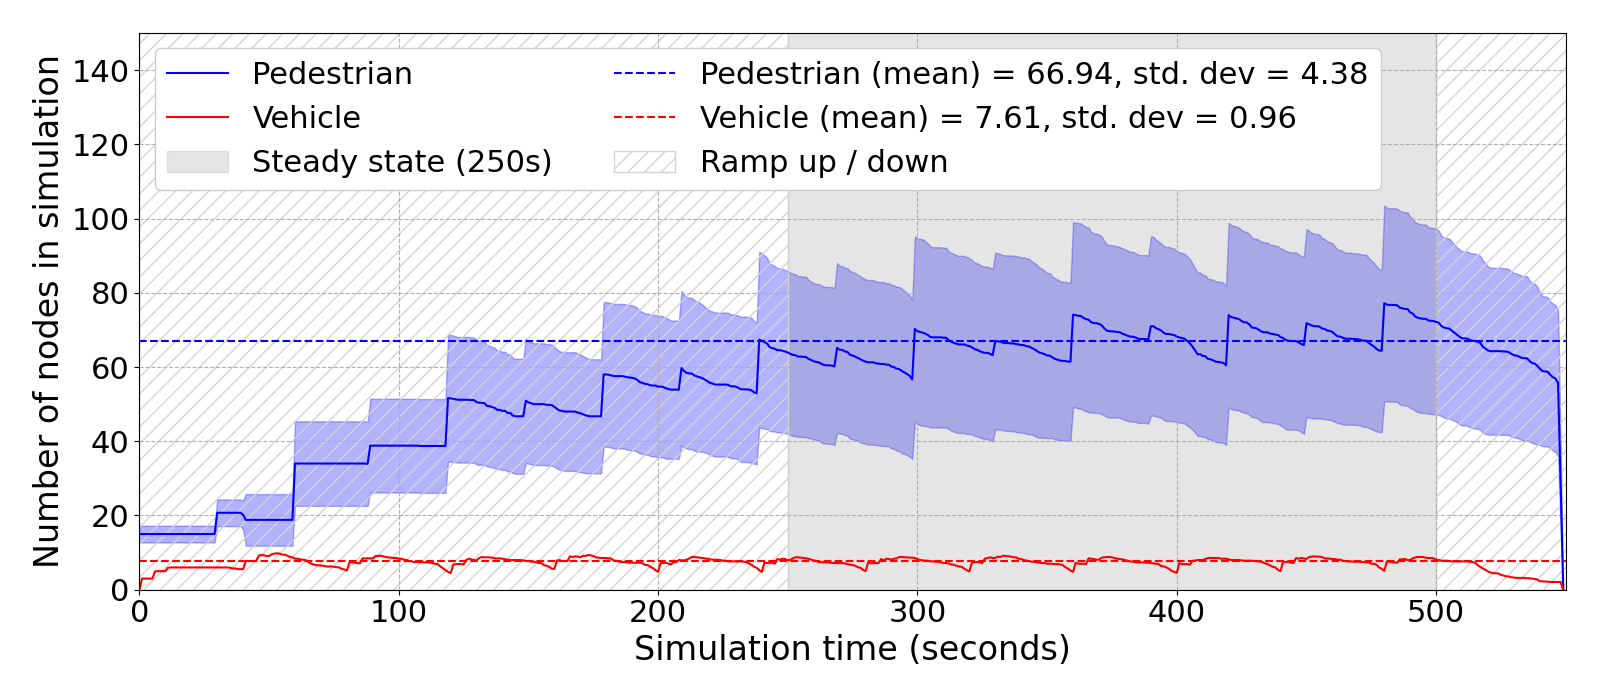 Number of nodes in simulation
140
120
100
80
60
40
20
0
Pedestrian
Vehicle
Steady state (250s)
Pedestrian (mean) = 66.94, std. dev = 4.38
Vehicle (mean) = 7.61, std. dev = 0.96
Ramp up / down
0 100 200 300 400 500
Simulation time (seconds)